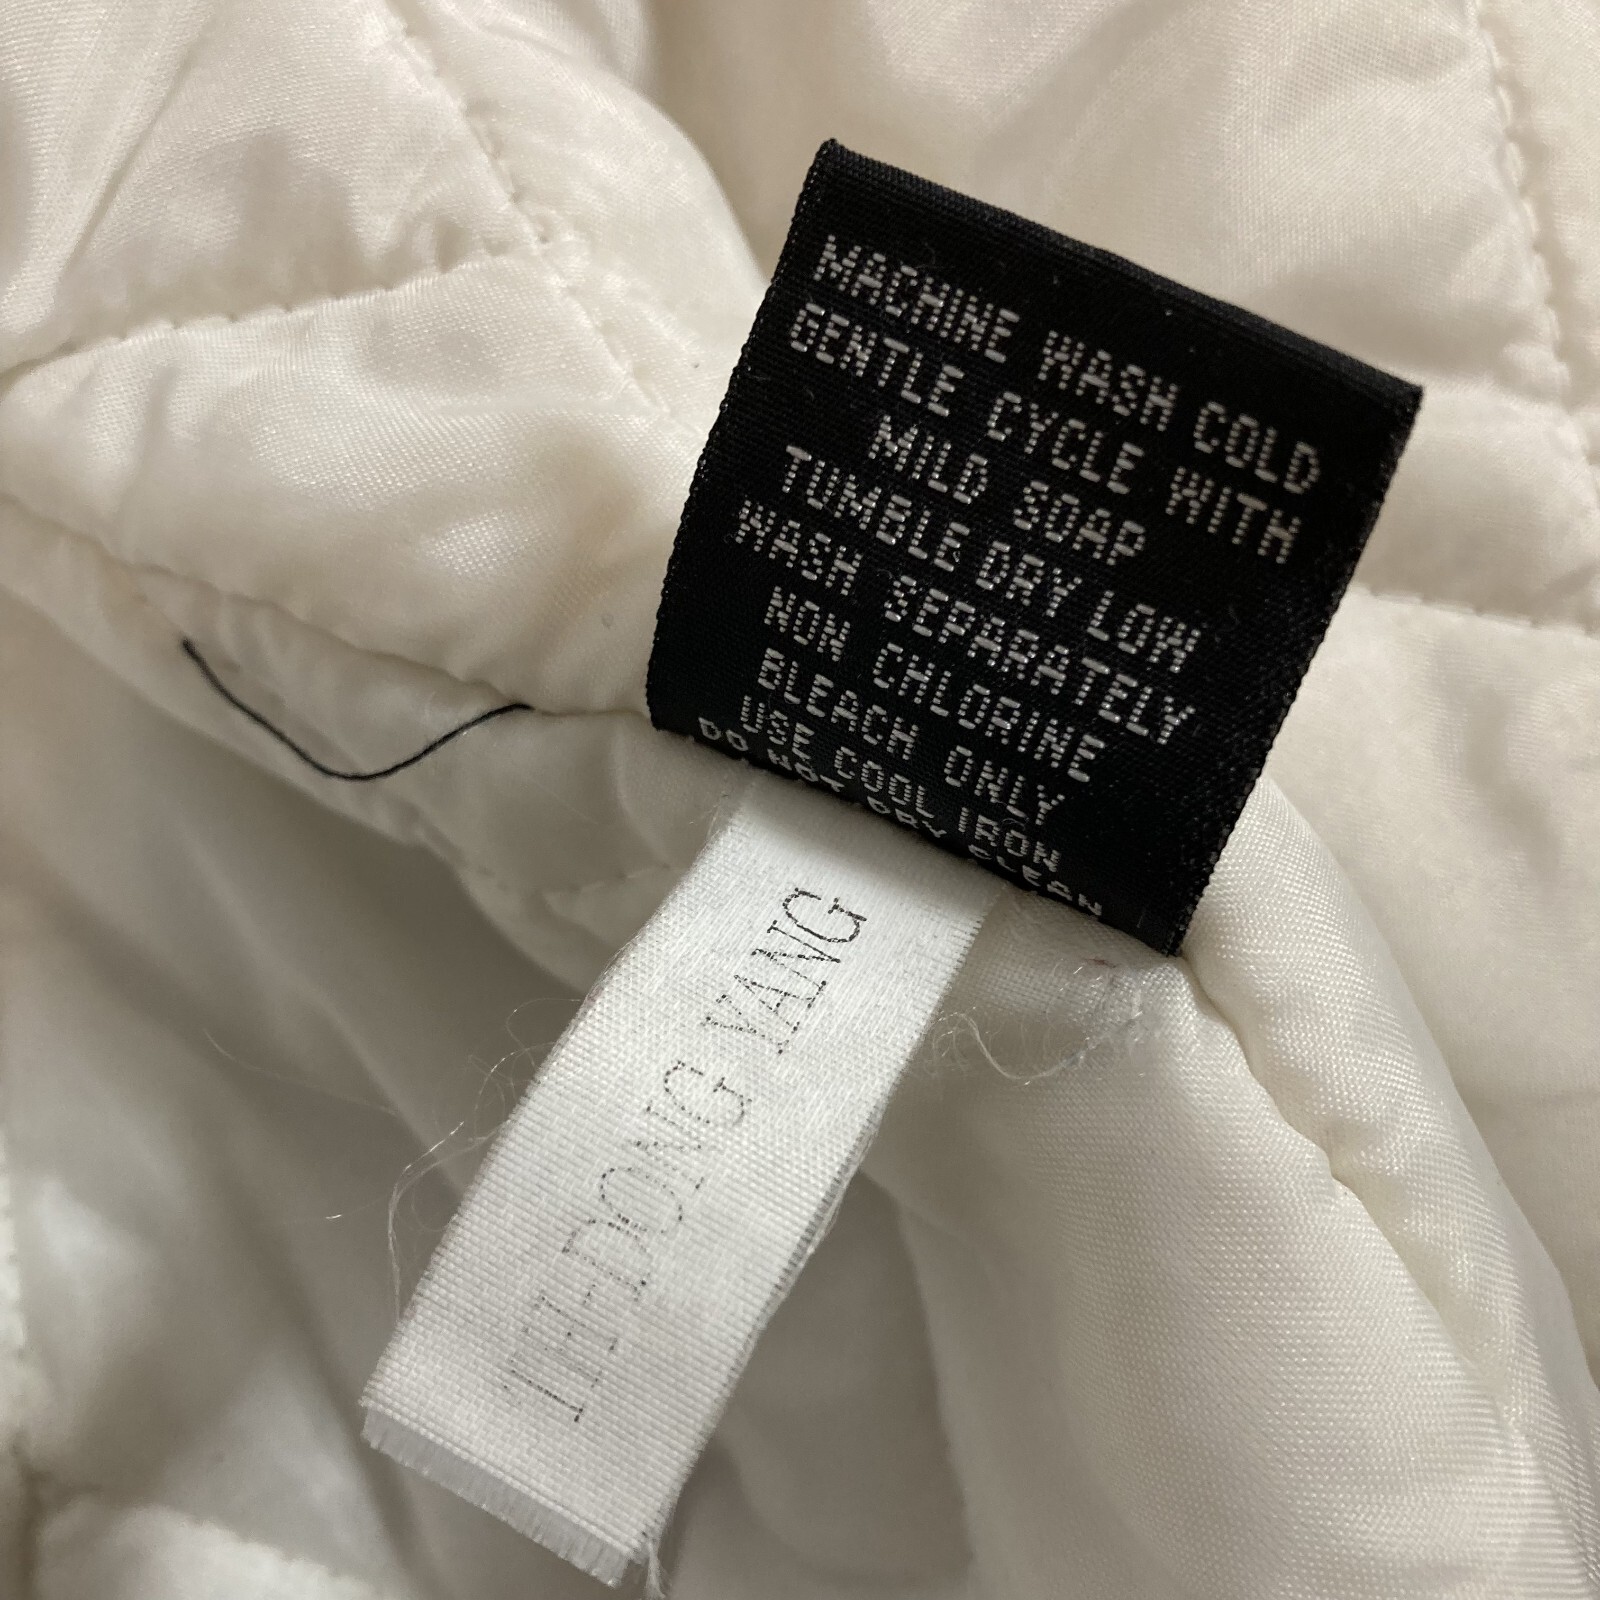 MACHINE WASH COLD
GENTLE CYCLE WITH
MILD SOAP
TUMBLE DRY LOW
WASH SEPARATELY
NON CHLORINE
BLEACH ONLY
USE COOL IRON
DO NOT DRY CLEAN
YANG